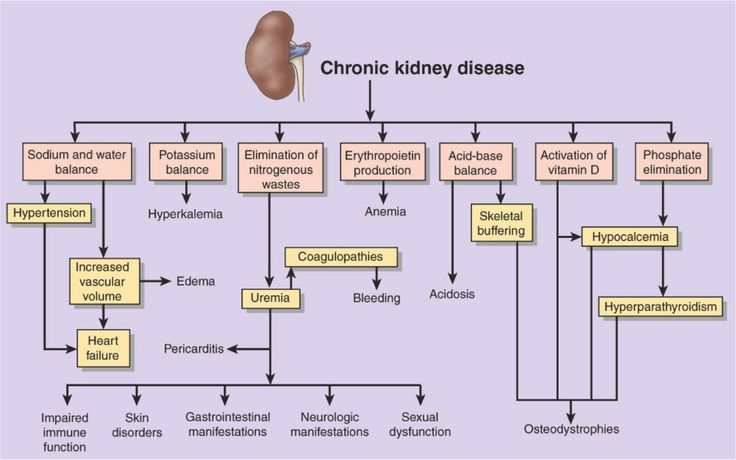 Chronic kidney disease
Sodium and water
balance
Potassium
balance
Elimination of
nitrogenous
wastes
Erythropoietin
production
Acid-base
balance
Activation of
vitamin D
Phosphate
elimination
Hypertension
Hyperkalemia
Anemia
Skeletal
buffering
Hypocalcemia
Increased
vascular
volume
Edema
Coagulopathies
Uremia
Bleeding
Acidosis
Hyperparathyroidism
Heart
failure
Pericarditis
Impaired
immune
function
Skin
disorders
Gastrointestinal
manifestations
Neurologic
manifestations
Sexual
dysfunction
Osteodystrophies